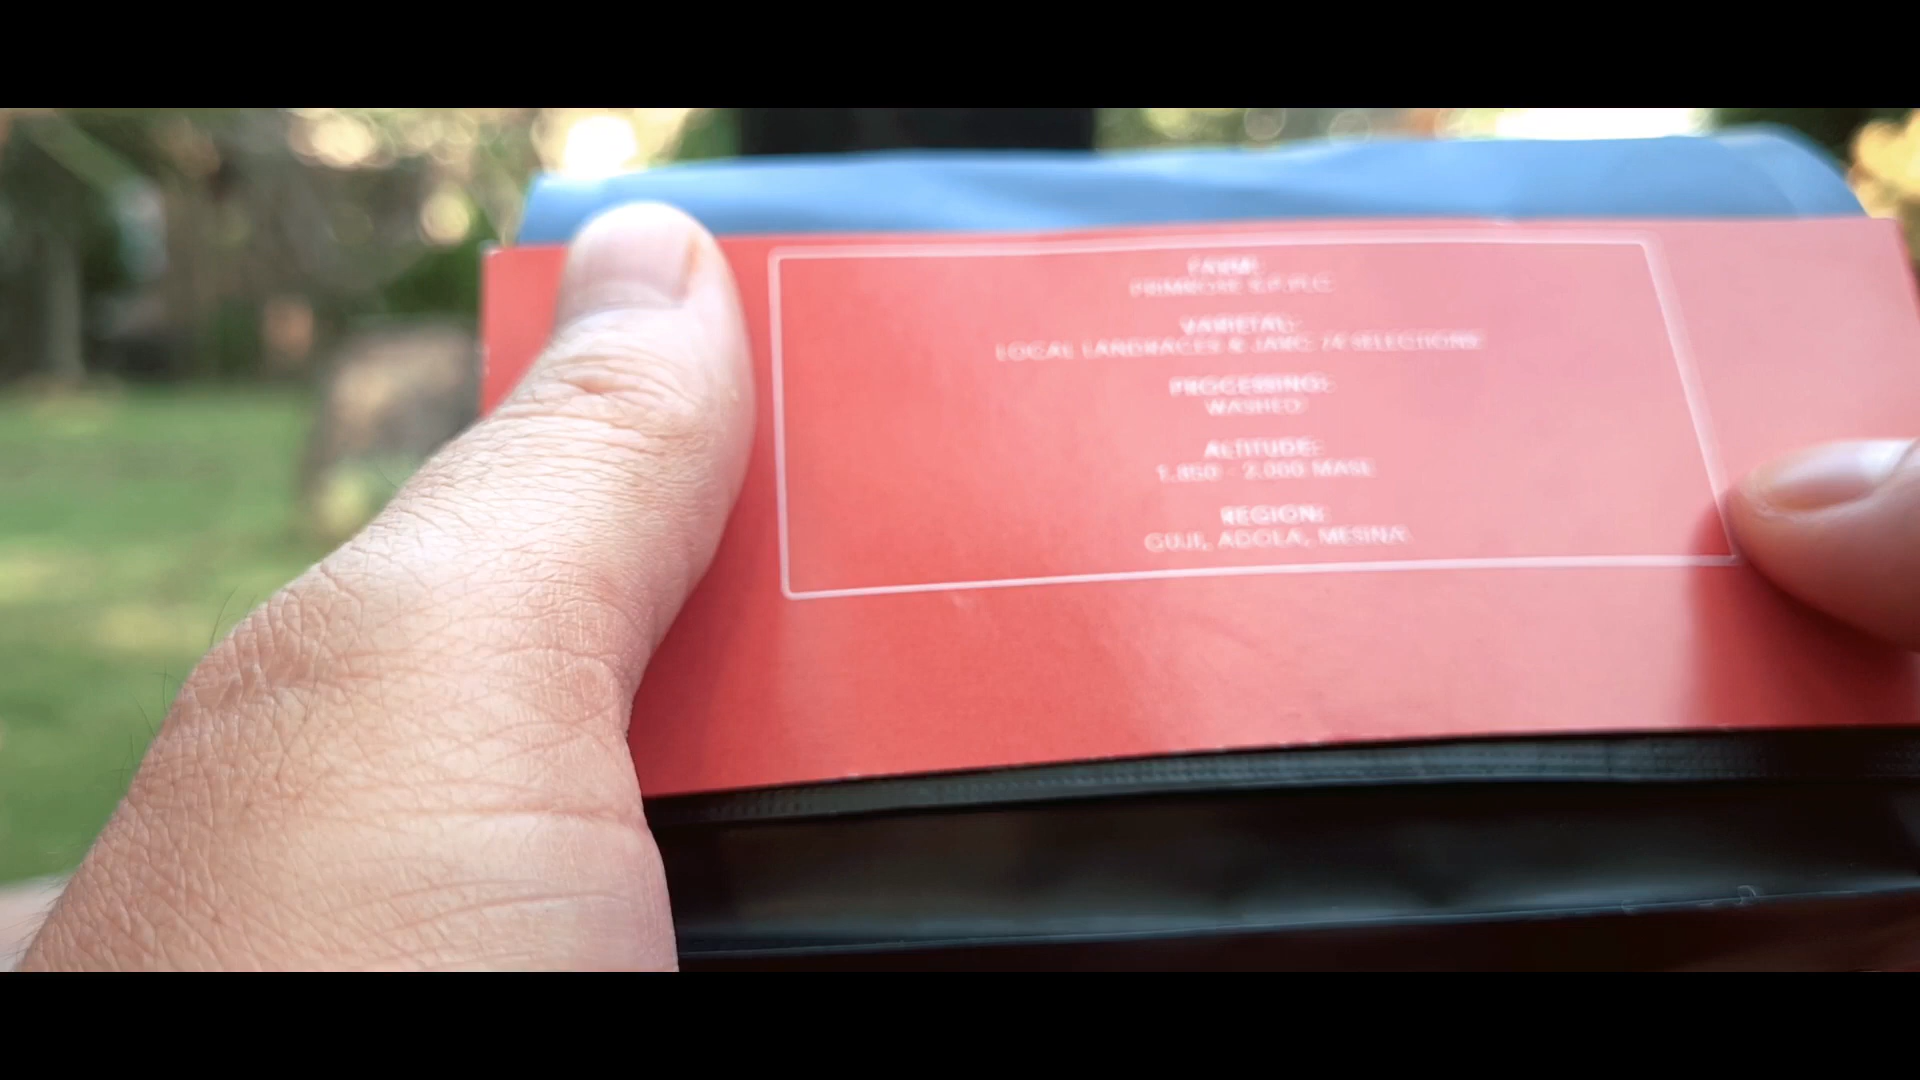 FARM:
PRIMROSE S.P.PLC
VARIETAL:
LOCAL LANDRACES & JARC 74 SELECTIONS
PROCESSING:
WASHED
ALTITUDE:
1.850 - 2.000 MASL
REGION:
GUJI, ADOLA, MESINA